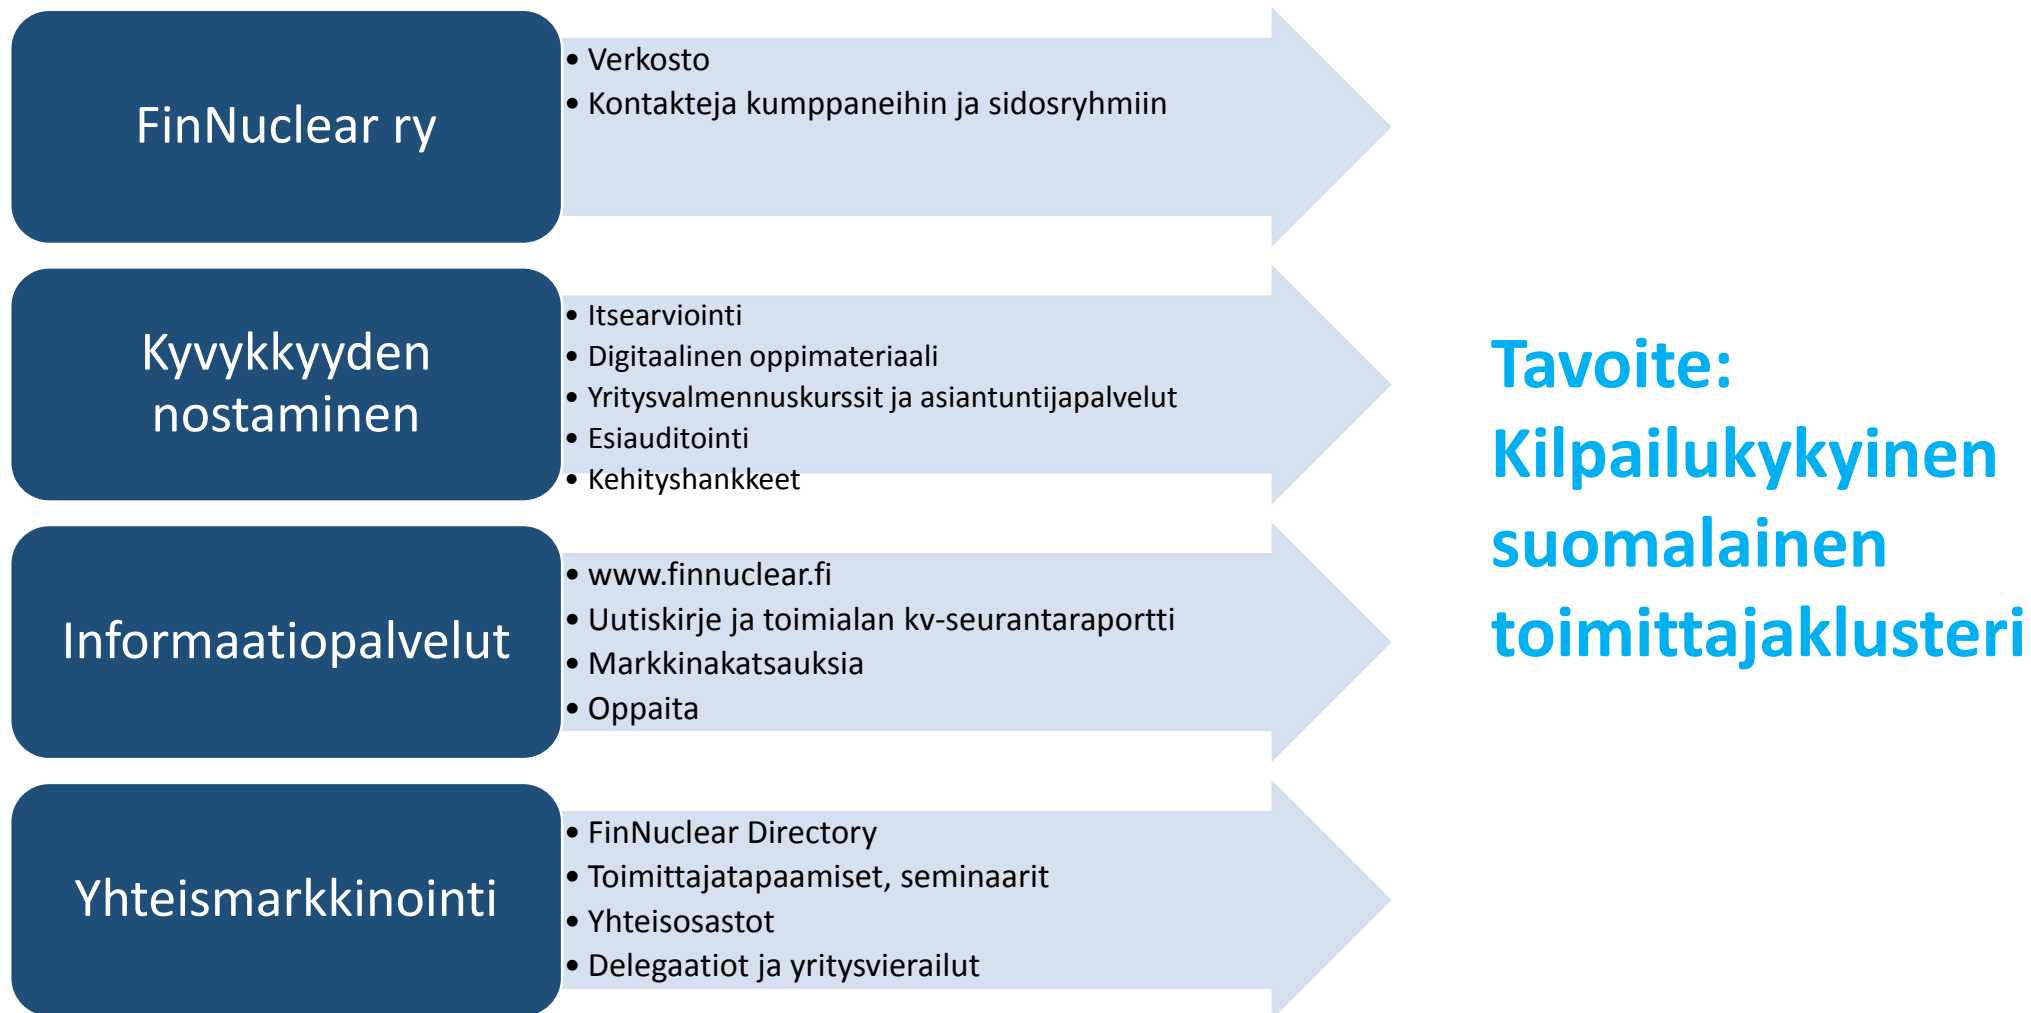 FinNuclear ry
• Verkosto
• Kontakteja kumppaneihin ja sidosryhmiin
Kyvykkyyden
nostaminen
• Itsearviointi
• Digitaalinen oppimateriaali
• Yritysvalmennuskurssit ja asiantuntijapalvelut
• Esiauditointi
• Kehityshankkeet
Informaatiopalvelut
• www.finnuclear.fi
• Uutiskirje ja toimialan kv-seurantaraportti
• Markkinakatsauksia
• Oppaita
Yhteismarkkinointi
• FinNuclear Directory
• Toimittajatapaamiset, seminaarit
• Yhteisosastot
• Delegaatiot ja yritysvierailut
Tavoite:
Kilpailukykyinen
suomalainen
toimittajaklusteri